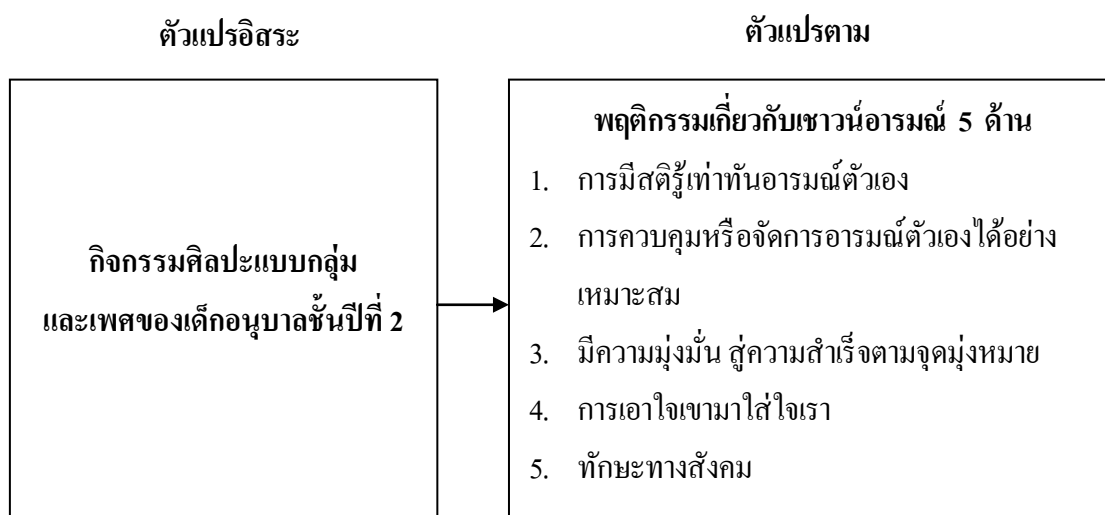 ตัวแปรอิสระ
ตัวแปรตาม
กิจกรรมศิลปะแบบกลุ่ม
และเพศของเด็กอนุบาลชั้นปีที่ 2
พฤติกรรมเกี่ยวกับเชาวน์อารมณ์ 5 ด้าน
1. การมีสติรู้เท่าทันอารมณ์ตัวเอง
2. การควบคุมหรือจัดการอารมณ์ตัวเองได้อย่าง
เหมาะสม
3. มีความมุ่งมั่น สู่ความสำเร็จตามจุดมุ่งหมาย
4. การเอาใจเขามาใส่ใจเรา
5. ทักษะทางสังคม